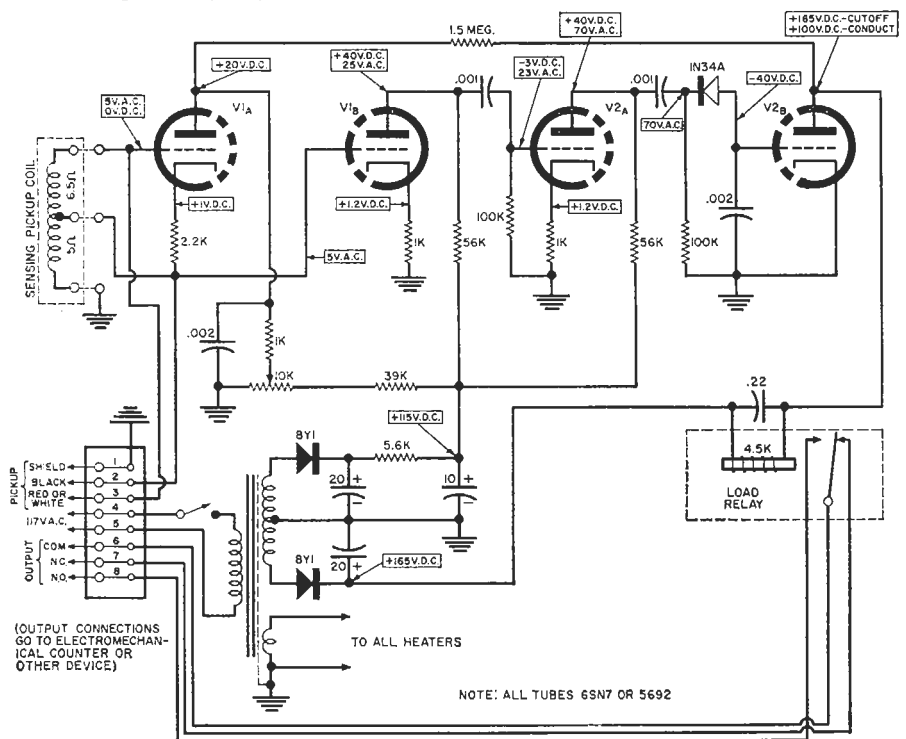 1.5 MEG.
+165V.D.C.-CUTOFF
+100V.D.C.-CONDUCT
+40V.D.C.
70V.A.C.
+20V.D.C.
+40V.D.C.
25V.A.C.
-3V.D.C.
23V.A.C.
1N34A
-40V.D.C.
.001
.001
5V.A.C.
0V.D.C.
V1A
V1B
V2A
V2B
70V.A.C.
SENSING PICKUP COIL
6.5Ω
5Ω
+1V.D.C.
+1.2V.D.C.
+1.2V.D.C.
2.2K
1K
5V.A.C.
56K
100K
1K
56K
100K
.002
.002
1K
10K
39K
.22
+115V.D.C.
8Y1
5.6K
4.5K
LOAD
RELAY
20 +
10 +
PICKUP
SHIELD 1
BLACK 2
RED OR
WHITE 3
4
117V A.C.
5
OUTPUT
COM 6
N.C. 7
N.O. 8
8Y1
20 +
+165V.D.C.
TO ALL HEATERS
(OUTPUT CONNECTIONS
GO TO ELECTROMECHAN-
ICAL COUNTER OR
OTHER DEVICE)
NOTE: ALL TUBES 6SN7 OR 5692